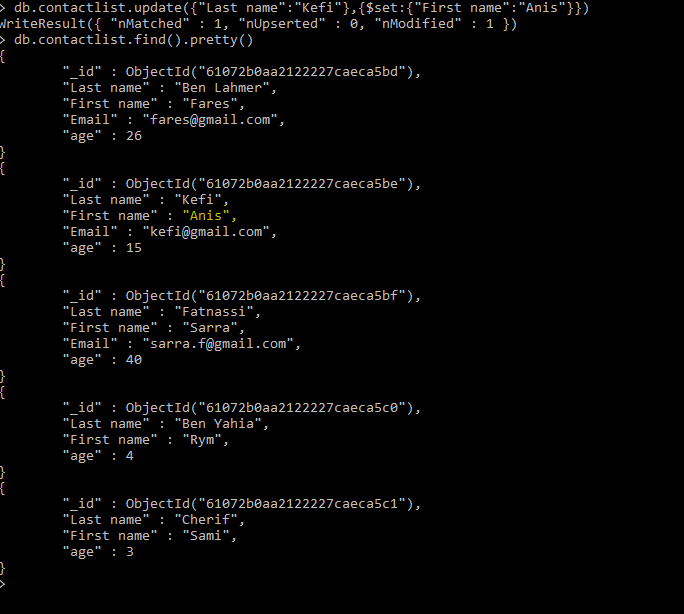 > db.contactlist.update({"Last name":"Kefi"},{$set:{"First name":"Anis"}})
WriteResult({ "nMatched" : 1, "nUpserted" : 0, "nModified" : 1 })
> db.contactlist.find().pretty()
{
        "_id" : ObjectId("61072b0aa2122227caeca5bd"),
        "Last name" : "Ben Lahmer",
        "First name" : "Fares",
        "Email" : "fares@gmail.com",
        "age" : 26
}
{
        "_id" : ObjectId("61072b0aa2122227caeca5be"),
        "Last name" : "Kefi",
        "First name" : "Anis",
        "Email" : "kefi@gmail.com",
        "age" : 15
}
{
        "_id" : ObjectId("61072b0aa2122227caeca5bf"),
        "Last name" : "Fatnassi",
        "First name" : "Sarra",
        "Email" : "sarra.f@gmail.com",
        "age" : 40
}
{
        "_id" : ObjectId("61072b0aa2122227caeca5c0"),
        "Last name" : "Ben Yahia",
        "First name" : "Rym",
        "age" : 4
}
{
        "_id" : ObjectId("61072b0aa2122227caeca5c1"),
        "Last name" : "Cherif",
        "First name" : "Sami",
        "age" : 3
}
>